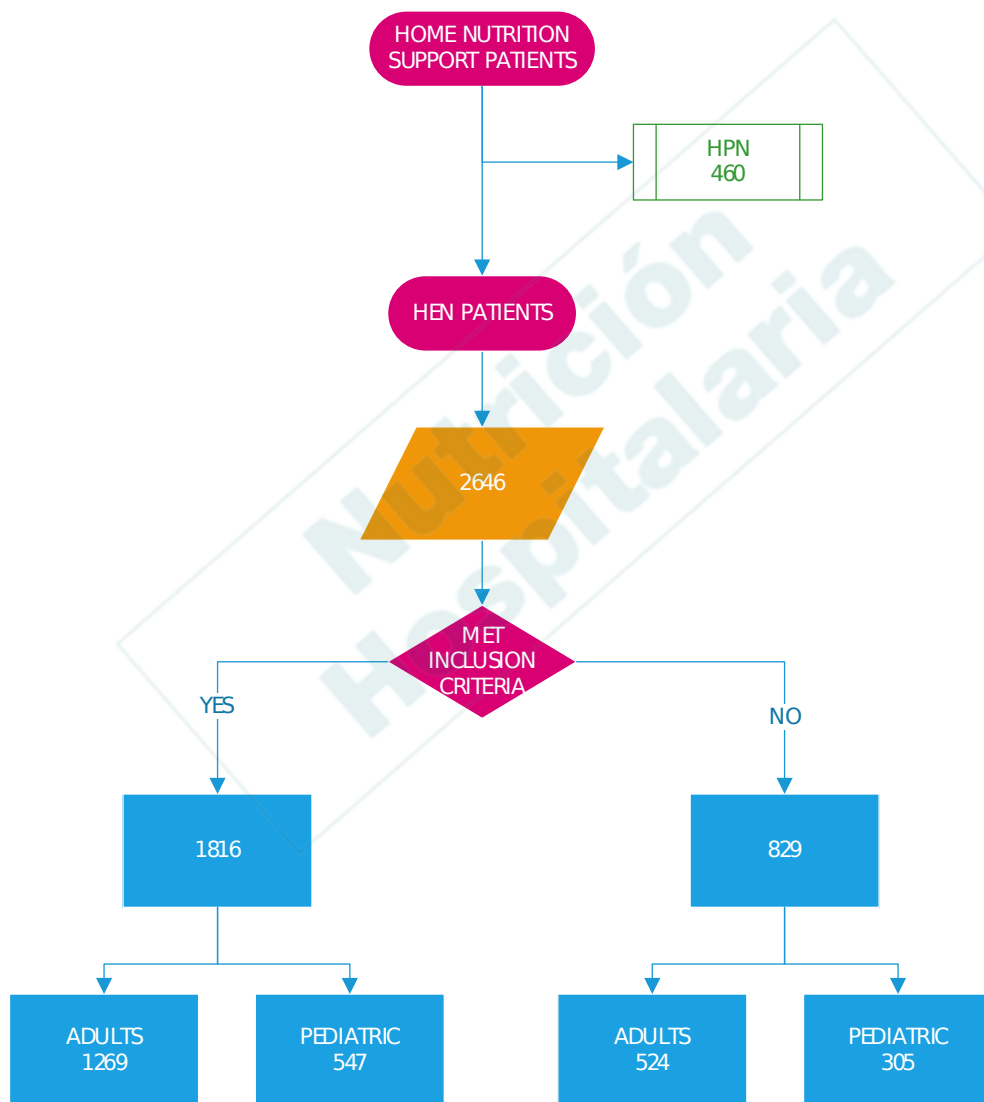 HOME NUTRITION
SUPPORT PATIENTS
HPN
460
HEN PATIENTS
2646
MET
INCLUSION
CRITERIA
YES
NO
1816
829
ADULTS
1269
PEDIATRIC
547
ADULTS
524
PEDIATRIC
305
Nutrición
Hospitalaria